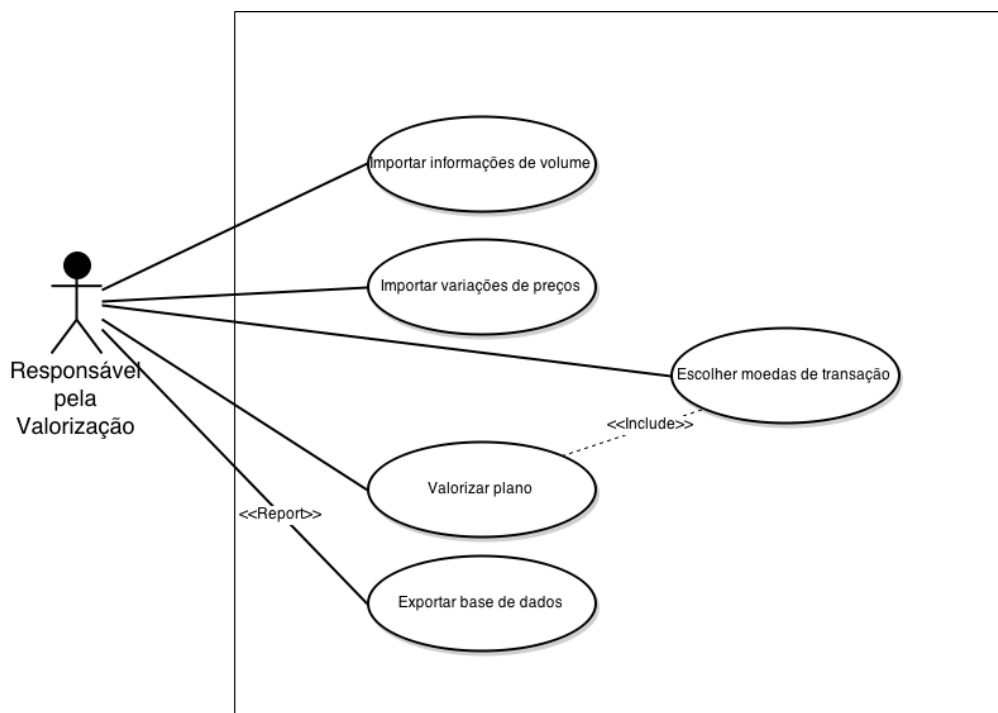 Importar informações de volume
Importar variações de preços
Responsável
pela
Valorização
Escolher moedas de transação
<<Include>>
Valorizar plano
<<Report>>
Exportar base de dados